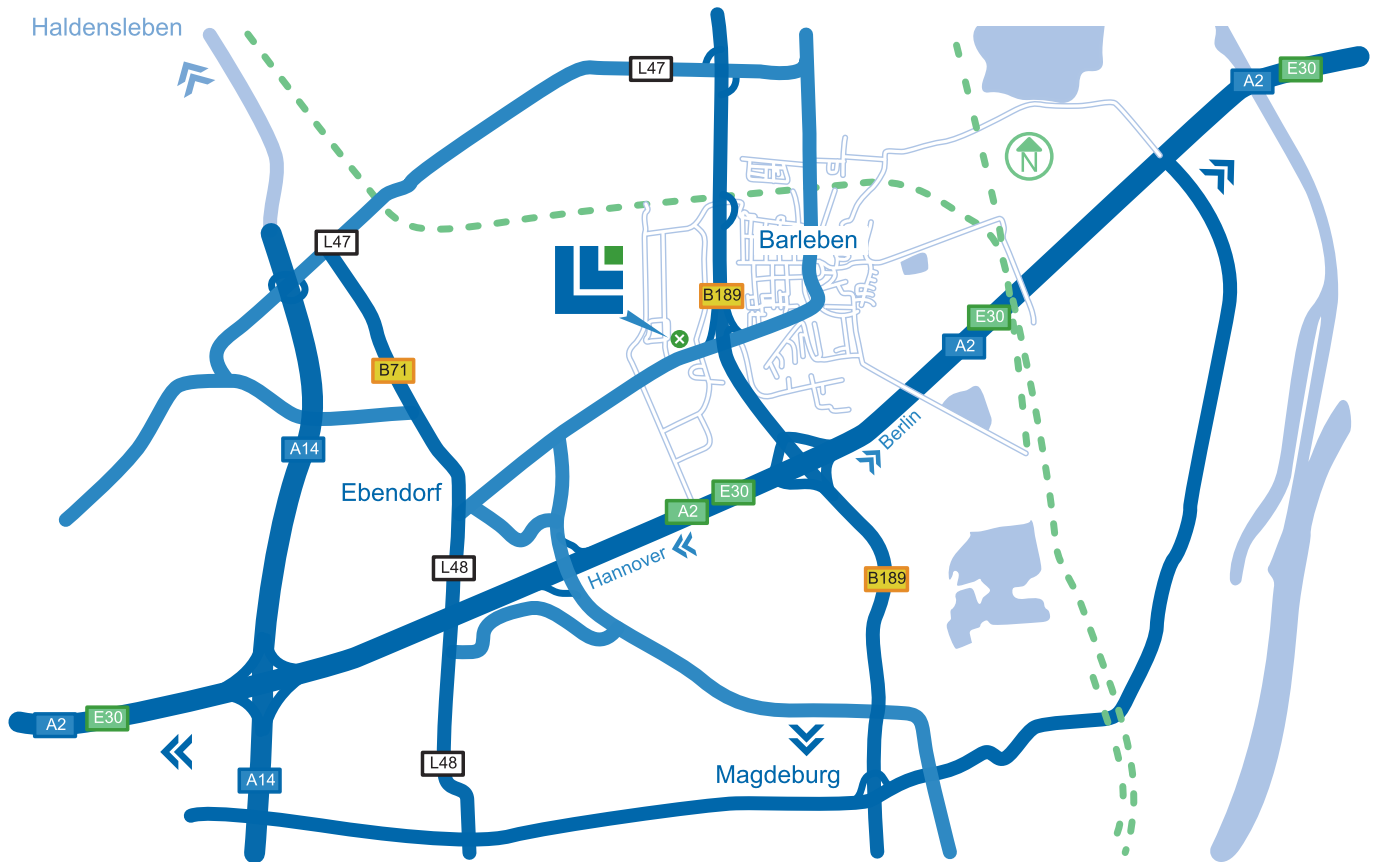 Haldensleben
L47
A2
E30
N
L47
Barleben
B189
E30
A2
B71
Berlin
A14
Ebendorf
E30
A2
Hannover
L48
B189
A2
E30
L48
Magdeburg
A14